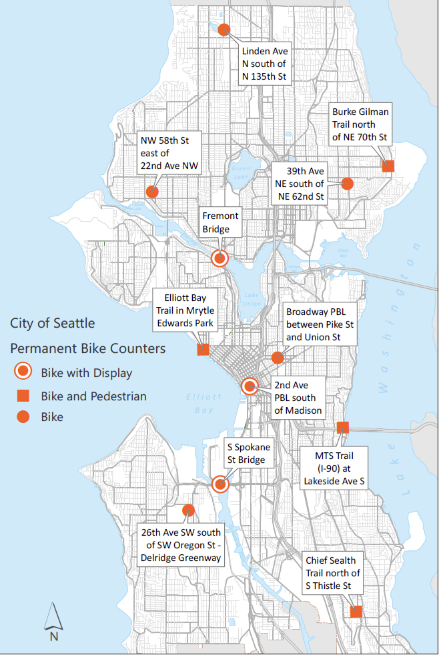 Linden Ave
N south of
N 135th St
Burke Gilman
Trail north
of NE 70th St
NW 58th St
east of
22nd Ave NW
39th Ave
NE south of
NE 62nd St
Fremont
Bridge
Elliott Bay
Trail in Mrytle
Edwards Park
Broadway PBL
between Pike St
and Union St
City of Seattle
Permanent Bike Counters
Bike with Display
Bike and Pedestrian
Bike
2nd Ave
PBL south
of Madison
Elliott
Bay
Lake
Union
Lake
Washington
S Spokane
St Bridge
MTS Trail
(I-90) at
Lakeside Ave S
26th Ave SW south
of SW Oregon St -
Delridge Greenway
Chief Sealth
Trail north of
S Thistle St
N